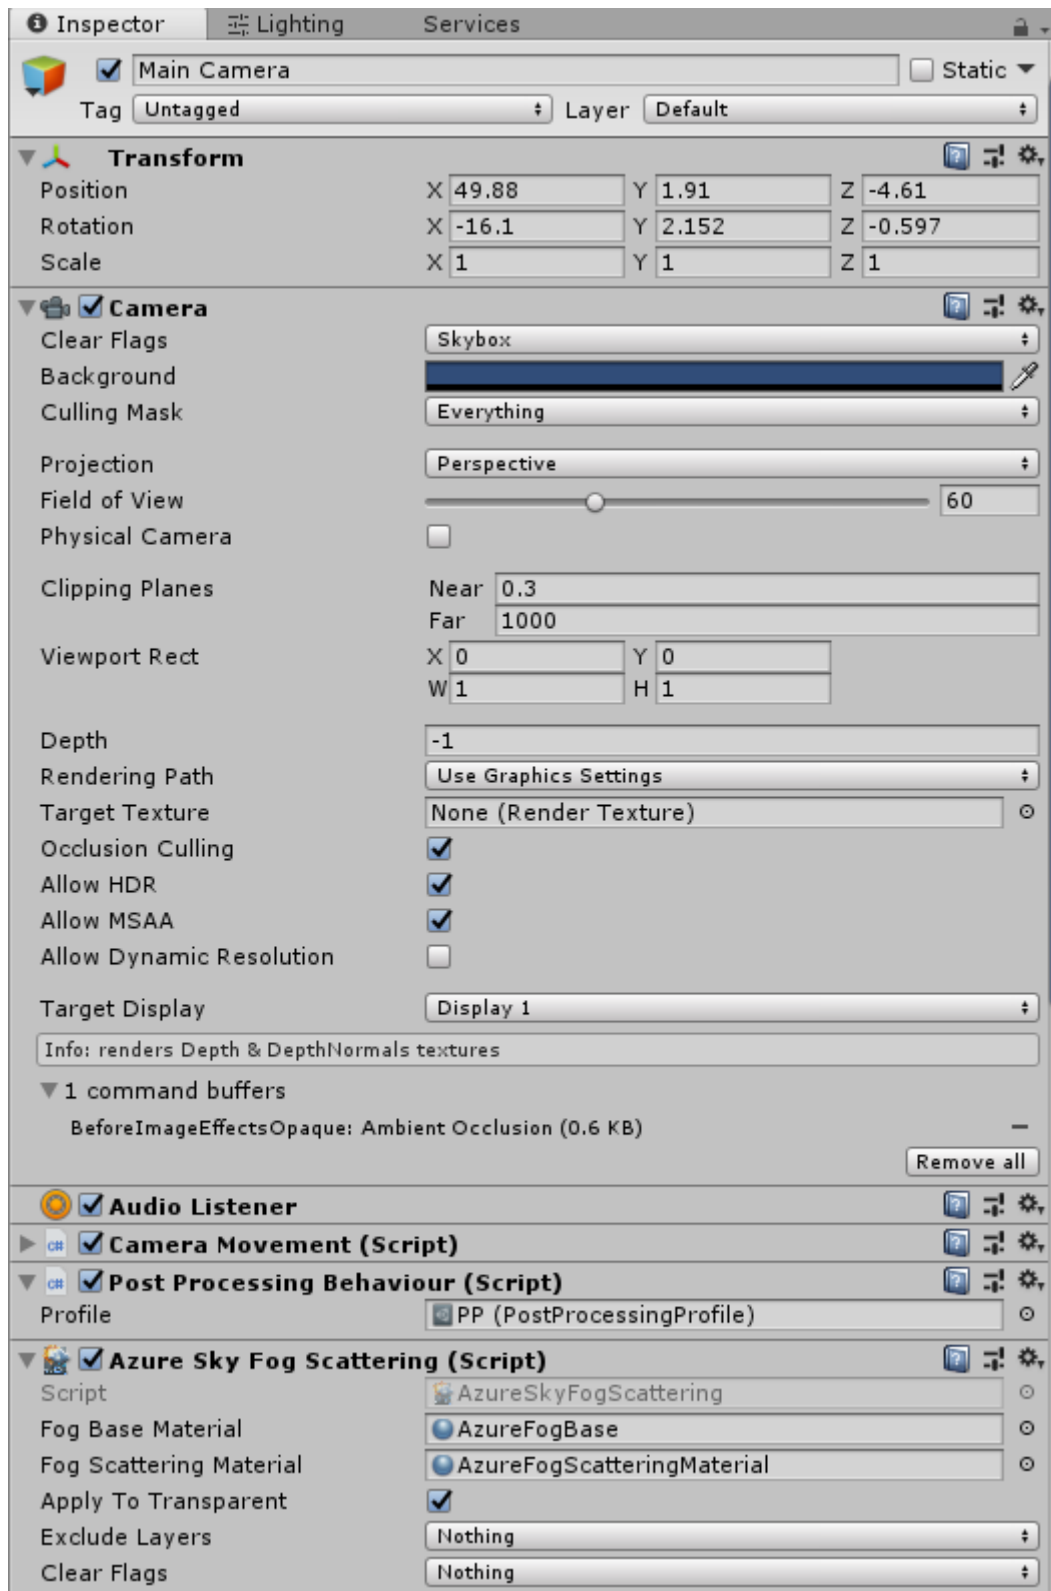 Inspector Lighting Services
Main Camera Static
Tag Untagged Layer Default
Transform
Position X 49.88 Y 1.91 Z -4.61
Rotation X -16.1 Y 2.152 Z -0.597
Scale X 1 Y 1 Z 1
Camera
Clear Flags Skybox
Background
Culling Mask Everything
Projection Perspective
Field of View 60
Physical Camera
Clipping Planes Near 0.3
Far 1000
Viewport Rect X 0 Y 0
W 1 H 1
Depth -1
Rendering Path Use Graphics Settings
Target Texture None (Render Texture)
Occlusion Culling
Allow HDR
Allow MSAA
Allow Dynamic Resolution
Target Display Display 1
Info: renders Depth & DepthNormals textures
1 command buffers
BeforeImageEffectsOpaque: Ambient Occlusion (0.6 KB)
Remove all
Audio Listener
C# Camera Movement (Script)
C# Post Processing Behaviour (Script)
Profile PP (PostProcessingProfile)
Azure Sky Fog Scattering (Script)
Script AzureSkyFogScattering
Fog Base Material AzureFogBase
Fog Scattering Material AzureFogScatteringMaterial
Apply To Transparent
Exclude Layers Nothing
Clear Flags Nothing